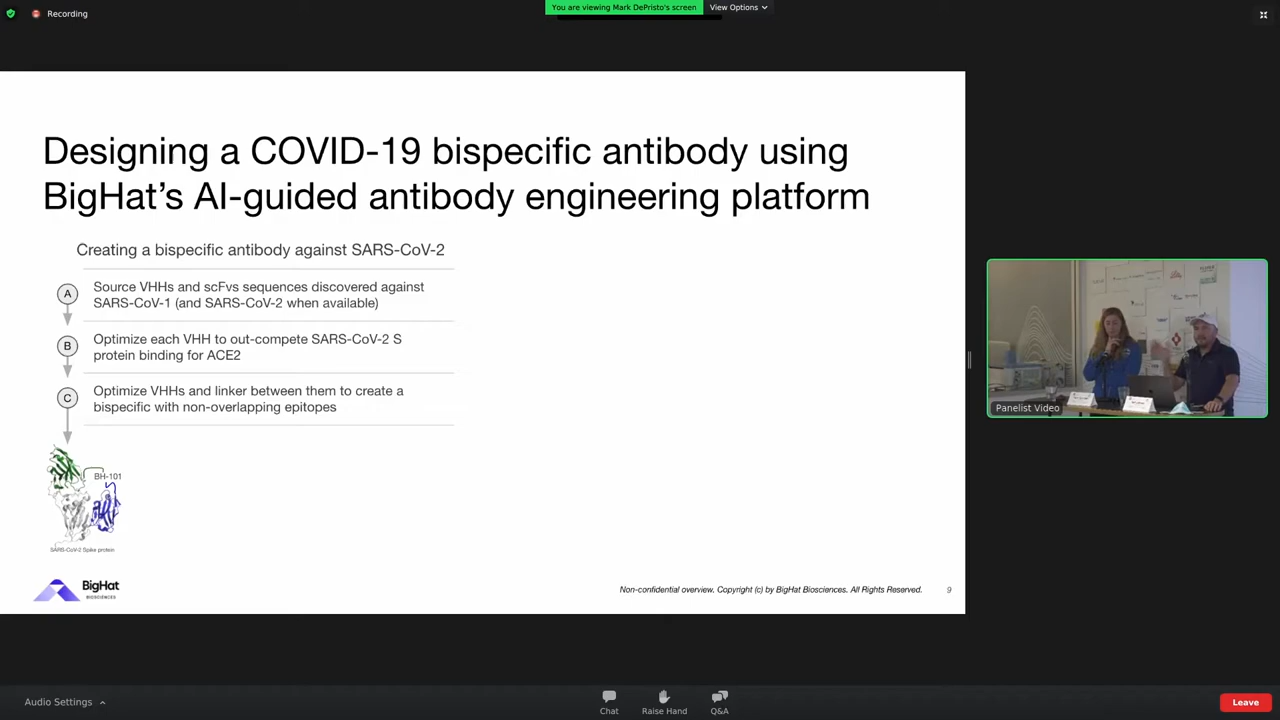 Recording
You are viewing Mark DePristo's screen
View Options
Designing a COVID-19 bispecific antibody using
BigHat's AI-guided antibody engineering platform
Creating a bispecific antibody against SARS-CoV-2
A
Source VHHs and scFvs sequences discovered against
SARS-CoV-1 (and SARS-CoV-2 when available)
B
Optimize each VHH to out-compete SARS-CoV-2 S
protein binding for ACE2
C
Optimize VHHs and linker between them to create a
bispecific with non-overlapping epitopes
BH-101
SARS-CoV-2 Spike protein
BigHat
BIOSCIENCES
Non-confidential overview. Copyright (c) by BigHat Biosciences. All Rights Reserved.
9
Panelist Video
Audio Settings
Chat
Raise Hand
Q&A
Leave